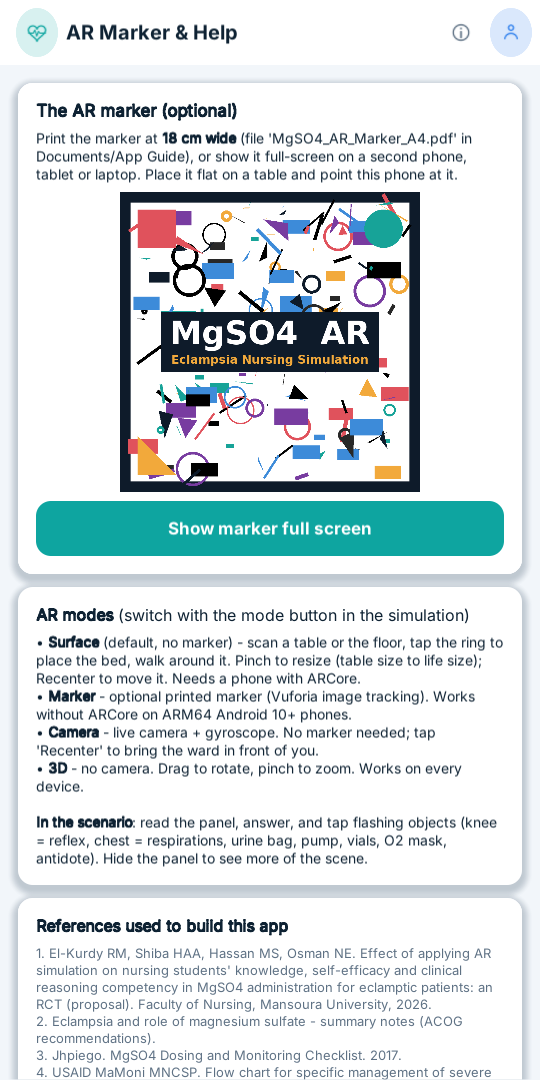 AR Marker & Help
The AR marker (optional)
Print the marker at 18 cm wide (file 'MgSO4_AR_Marker_A4.pdf' in
Documents/App Guide), or show it full-screen on a second phone,
tablet or laptop. Place it flat on a table and point this phone at it.
MgSO4 AR
Eclampsia Nursing Simulation
Show marker full screen
AR modes (switch with the mode button in the simulation)
• Surface (default, no marker) - scan a table or the floor, tap the ring to
place the bed, walk around it. Pinch to resize (table size to life size);
Recenter to move it. Needs a phone with ARCore.
• Marker - optional printed marker (Vuforia image tracking). Works
without ARCore on ARM64 Android 10+ phones.
• Camera - live camera + gyroscope. No marker needed; tap
'Recenter' to bring the ward in front of you.
• 3D - no camera. Drag to rotate, pinch to zoom. Works on every
device.
In the scenario: read the panel, answer, and tap flashing objects (knee
= reflex, chest = respirations, urine bag, pump, vials, O2 mask,
antidote). Hide the panel to see more of the scene.
References used to build this app
1. El-Kurdy RM, Shiba HAA, Hassan MS, Osman NE. Effect of applying AR
simulation on nursing students' knowledge, self-efficacy and clinical
reasoning competency in MgSO4 administration for eclamptic patients: an
RCT (proposal). Faculty of Nursing, Mansoura University, 2026.
2. Eclampsia and role of magnesium sulfate - summary notes (ACOG
recommendations).
3. Jhpiego. MgSO4 Dosing and Monitoring Checklist. 2017.
4. USAID MaMoni MNCSP. Flow chart for specific management of severe